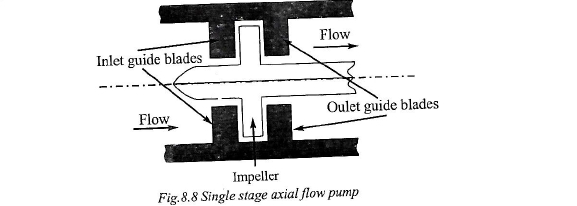 Flow
Inlet guide blades
Oulet guide blades
Flow
Impeller
Fig.8.8 Single stage axial flow pump